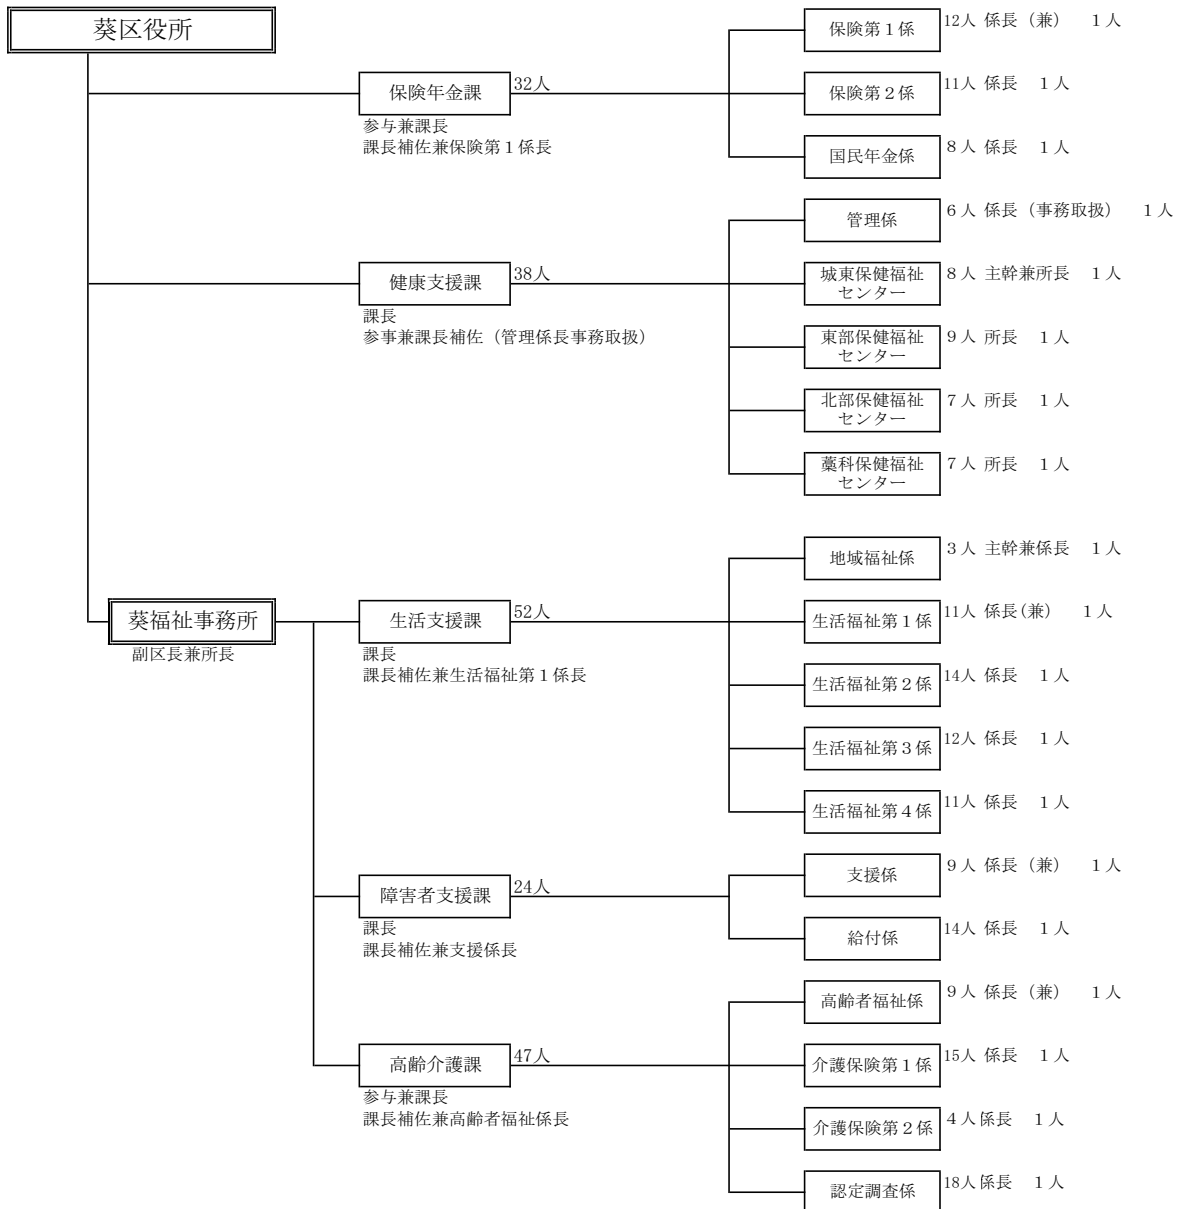 葵区役所
保険第１係
12人 係長（兼）　１人
保険年金課
32人
参与兼課長
課長補佐兼保険第１係長
保険第２係
11人 係長　１人
国民年金係
８人 係長　１人
管理係
６人 係長（事務取扱）　１人
健康支援課
38人
課長
参事兼課長補佐（管理係長事務取扱）
城東保健福祉
センター
８人 主幹兼所長　１人
東部保健福祉
センター
９人 所長　１人
北部保健福祉
センター
７人 所長　１人
藁科保健福祉
センター
７人 所長　１人
葵福祉事務所
副区長兼所長
生活支援課
52人
課長
課長補佐兼生活福祉第１係長
地域福祉係
３人 主幹兼係長　１人
生活福祉第１係
11人 係長(兼)　１人
生活福祉第２係
14人 係長　１人
生活福祉第３係
12人 係長　１人
生活福祉第４係
11人 係長　１人
障害者支援課
24人
課長
課長補佐兼支援係長
支援係
９人 係長（兼）　１人
給付係
14人 係長　１人
高齢介護課
47人
参与兼課長
課長補佐兼高齢者福祉係長
高齢者福祉係
９人 係長（兼）　１人
介護保険第１係
15人 係長　１人
介護保険第２係
４人係長　１人
認定調査係
18人係長　１人